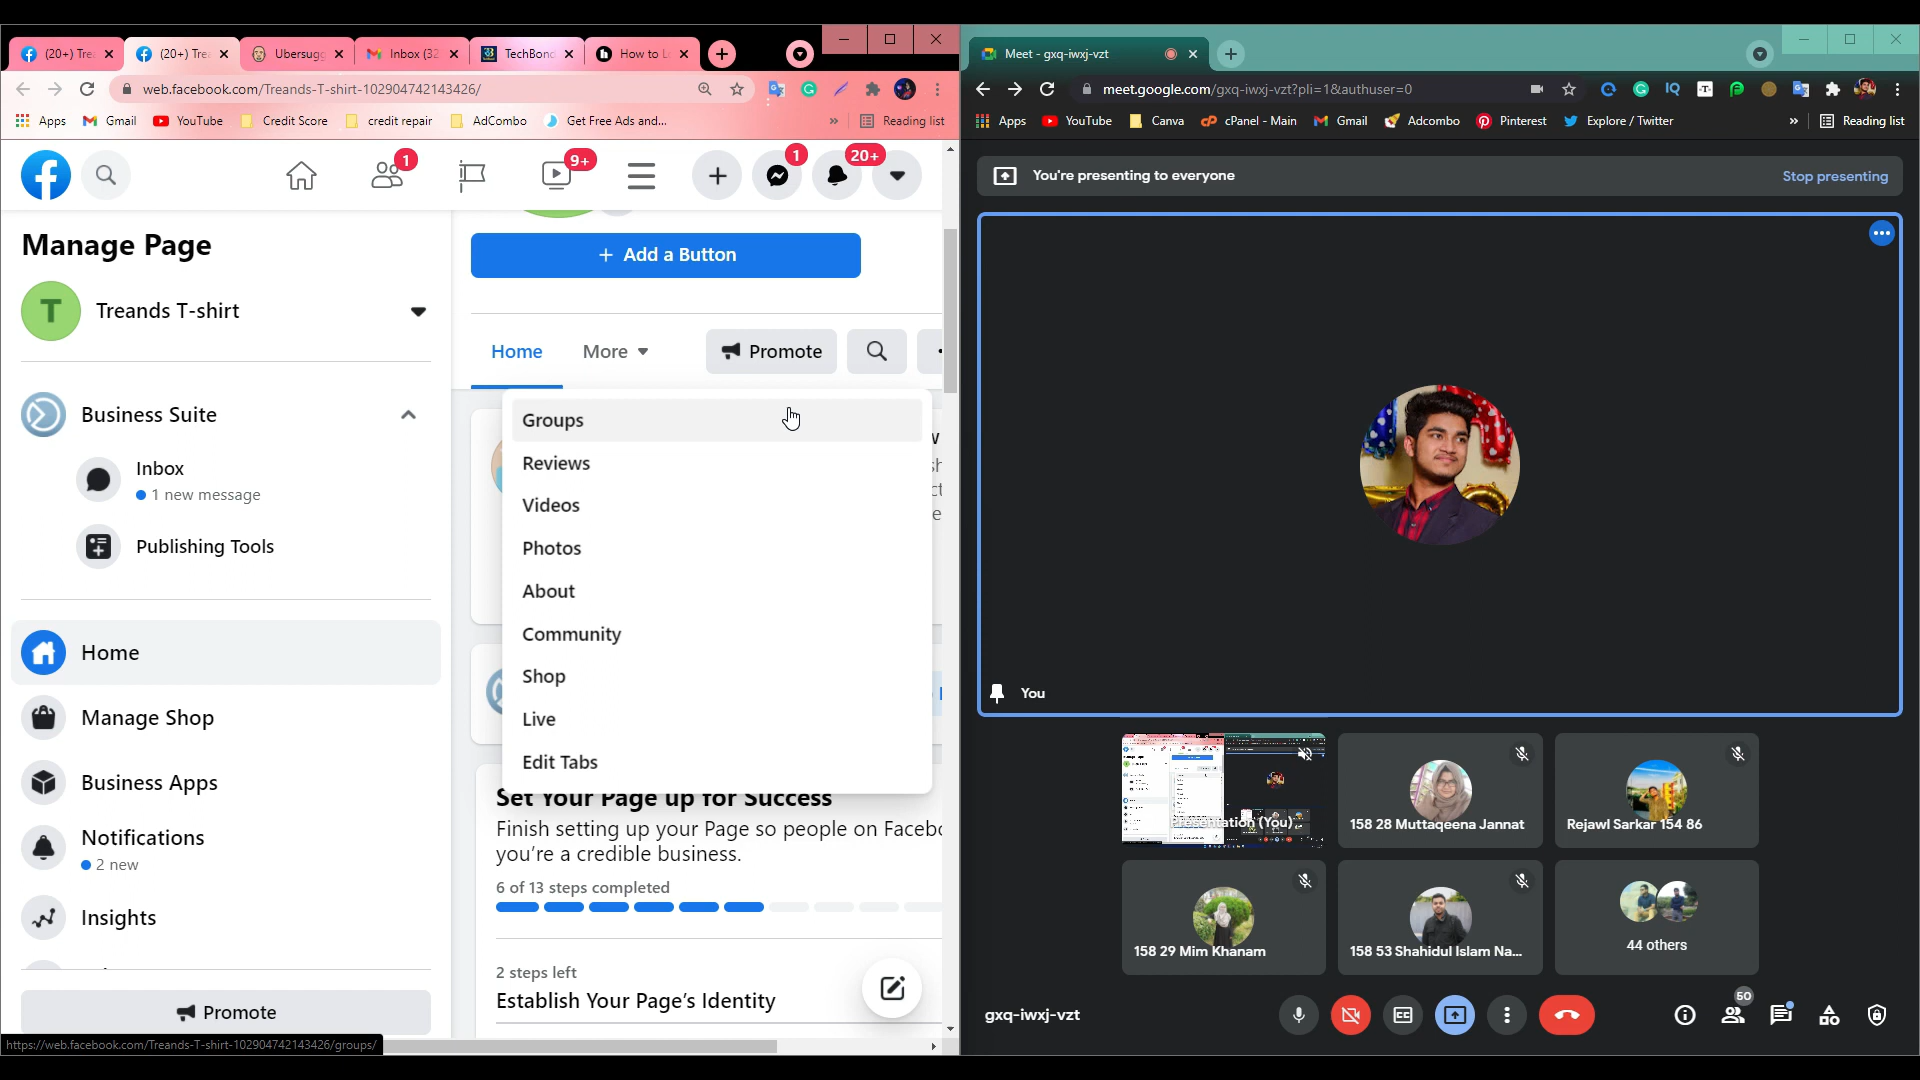 (20+) Tre
(20+) Tre
Ubersugg
Inbox (32
TechBond
How to L
web.facebook.com/Treands-T-shirt-102904742143426/
Apps
Gmail
YouTube
Credit Score
credit repair
AdCombo
Get Free Ads and...
»
Reading list
1
9+
1
20+
Manage Page
T
Treands T-shirt
Business Suite
Inbox
1 new message
Publishing Tools
Home
Manage Shop
Business Apps
Notifications
2 new
Insights
Promote
https://web.facebook.com/Treands-T-shirt-102904742143426/groups/
+ Add a Button
Home
More
Promote
Groups
Reviews
Videos
Photos
About
Community
Shop
Live
Edit Tabs
Set Your Page up for Success
Finish setting up your Page so people on Facebo
you're a credible business.
6 of 13 steps completed
2 steps left
Establish Your Page's Identity
Meet - gxq-iwxj-vzt
meet.google.com/gxq-iwxj-vzt?pli=1&authuser=0
IQ
Apps
YouTube
Canva
cPanel - Main
Gmail
Adcombo
Pinterest
Explore / Twitter
»
Reading list
You're presenting to everyone
Stop presenting
You
Presentation (You)
158 28 Muttaqeena Jannat
Rejawl Sarkar 154 86
158 29 Mim Khanam
158 53 Shahidul Islam Na...
44 others
gxq-iwxj-vzt
CC
50